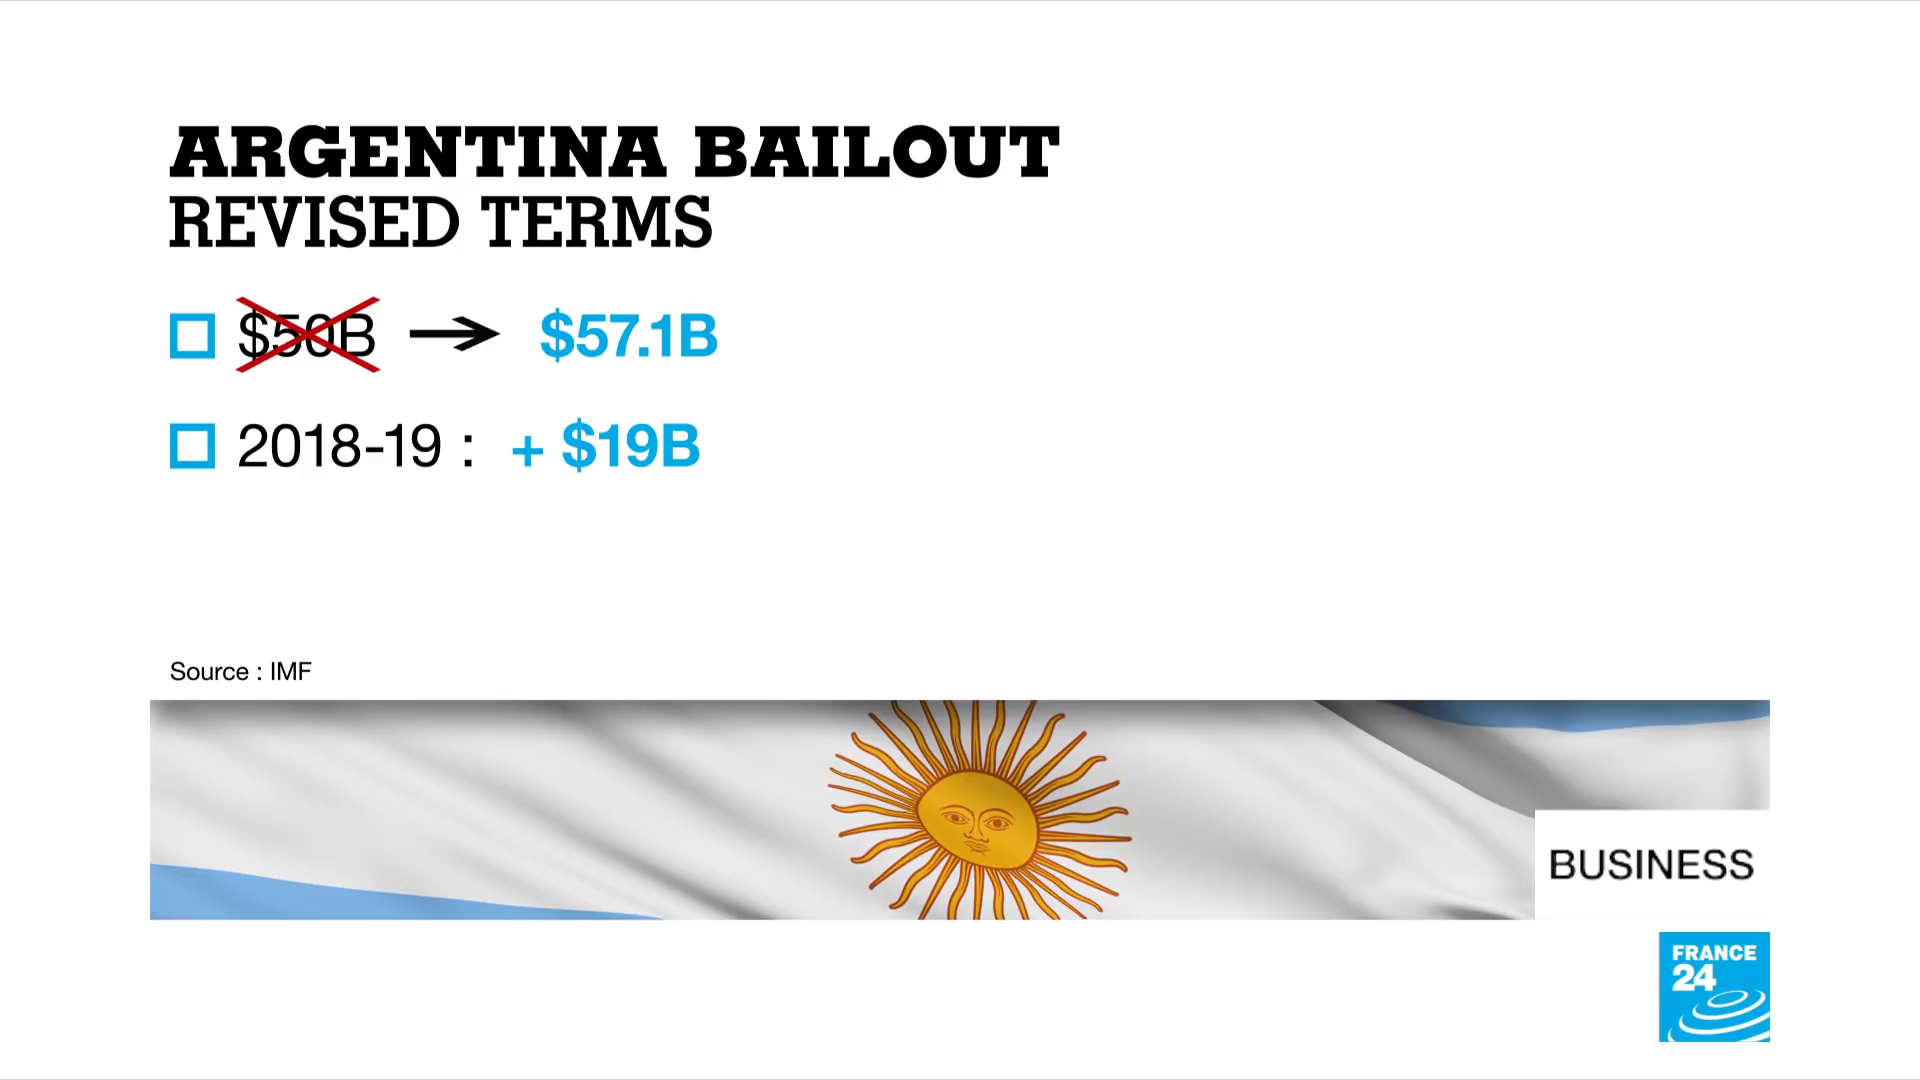 ARGENTINA BAILOUT
REVISED TERMS
$50B → $57.1B
2018-19 : + $19B
Source : IMF
BUSINESS
FRANCE
24